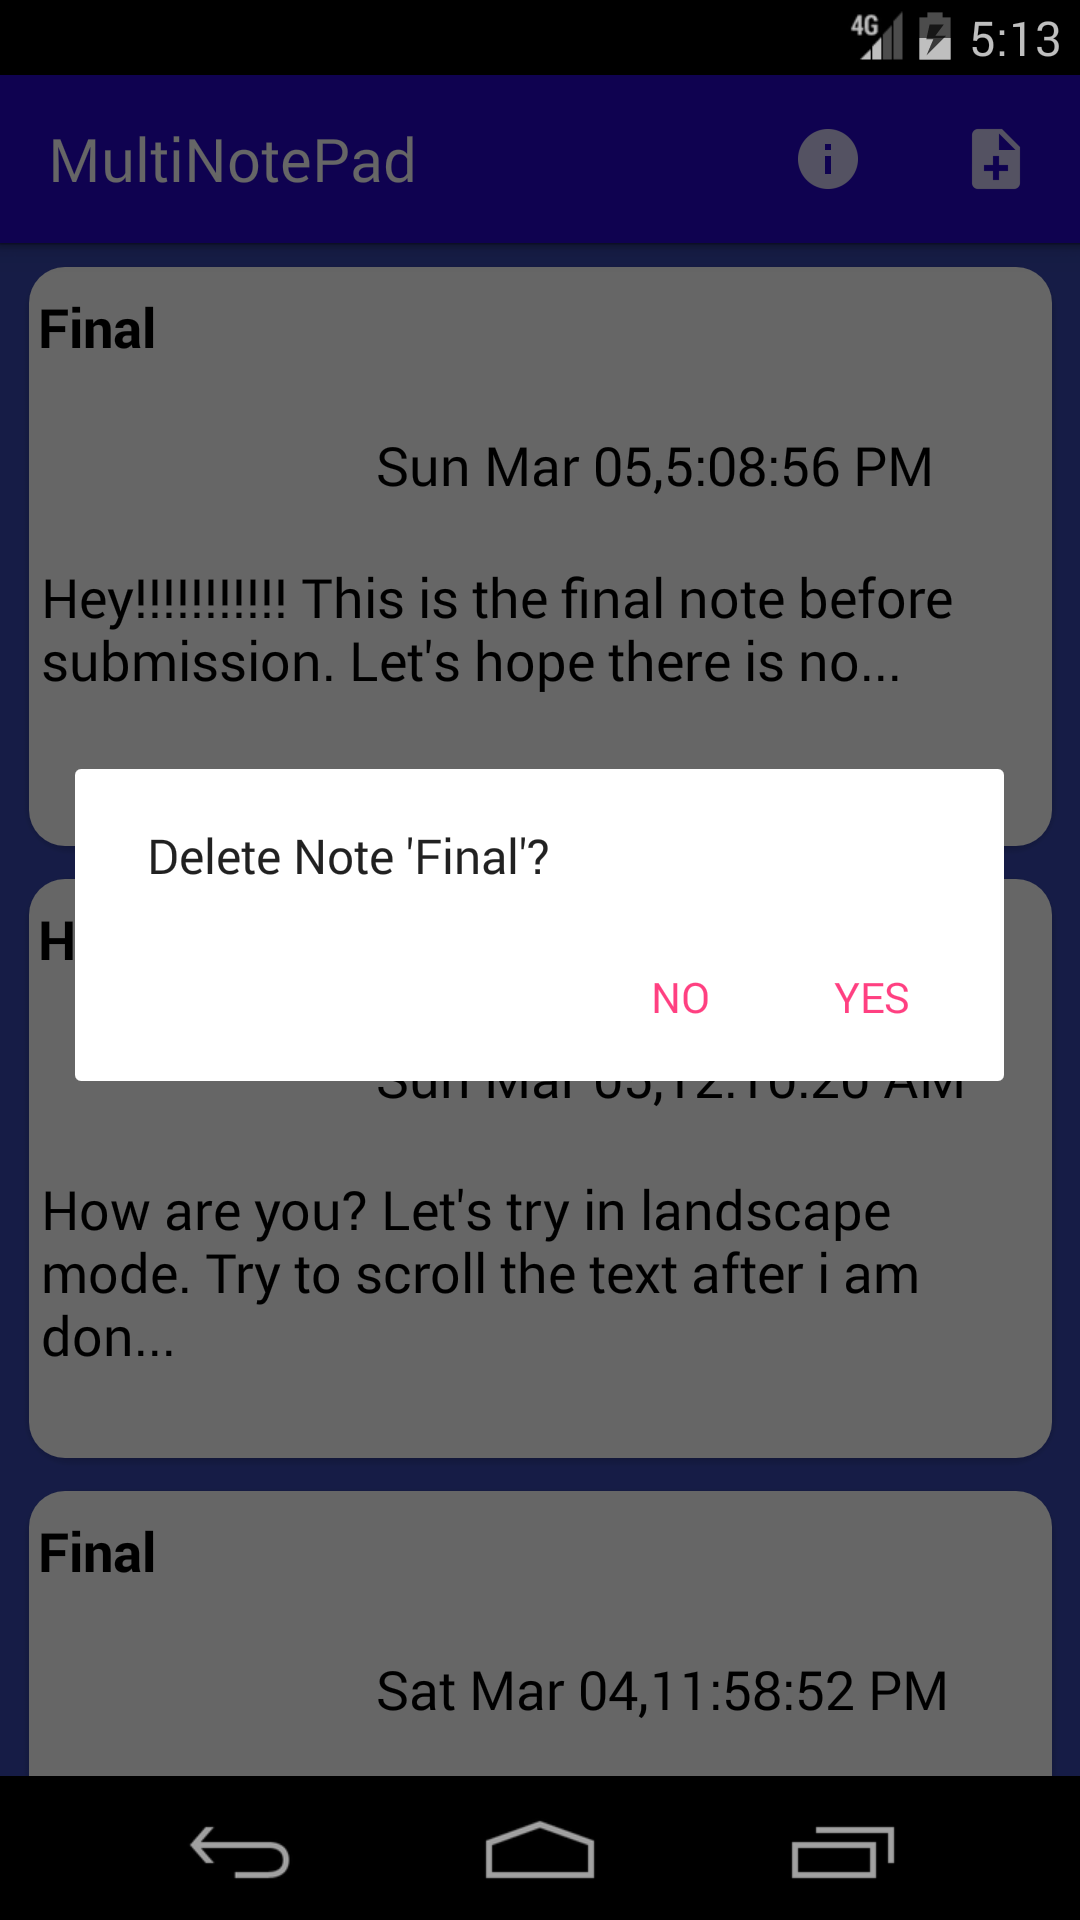 4G 5:13
MultiNotePad
Final
Sun Mar 05,5:08:56 PM
Hey!!!!!!!!!!! This is the final note before
submission. Let's hope there is no...
Delete Note 'Final'?
NO YES
How are you? Let's try in landscape
mode. Try to scroll the text after i am
don...
Final
Sat Mar 04,11:58:52 PM